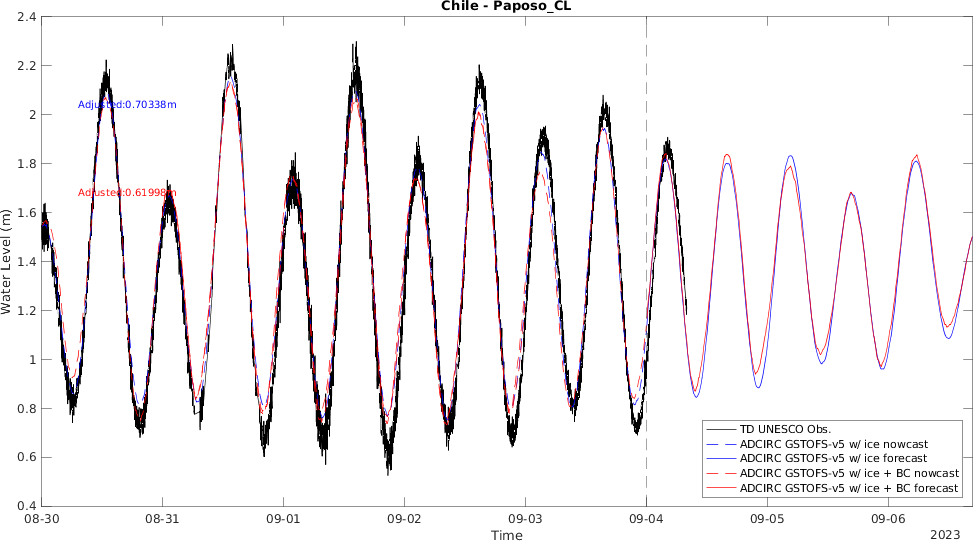 Chile - Paposo_CL
2.4
2.2
2
1.8
1.6
1.4
1.2
1
0.8
0.6
0.4
Water Level (m)
Adjusted:0.70338m
Adjusted:0.61998m
TD UNESCO Obs.
ADCIRC GSTOFS-v5 w/ ice nowcast
ADCIRC GSTOFS-v5 w/ ice forecast
ADCIRC GSTOFS-v5 w/ ice + BC nowcast
ADCIRC GSTOFS-v5 w/ ice + BC forecast
08-30 08-31 09-01 09-02 09-03 09-04 09-05 09-06
Time
2023